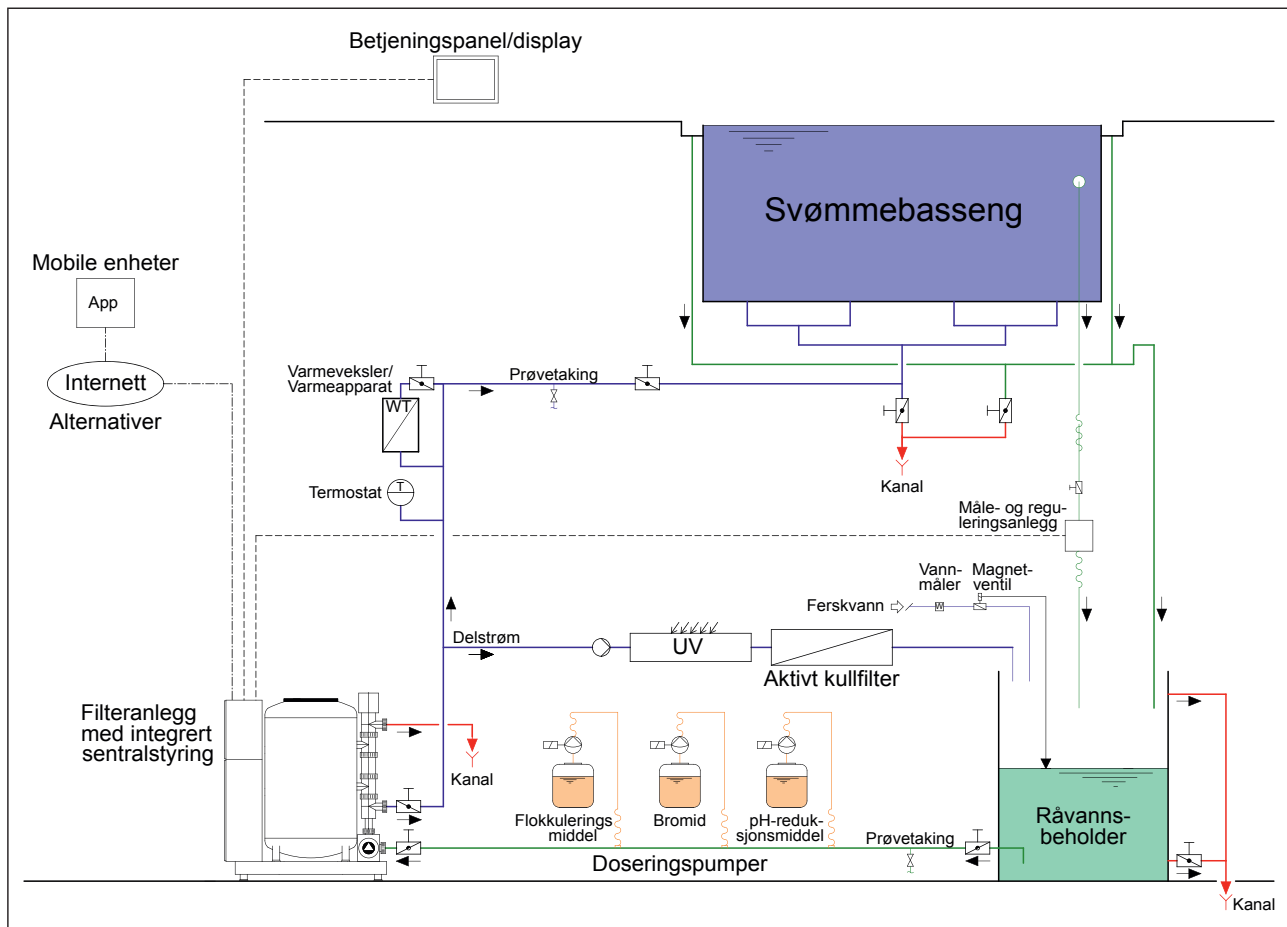 Betjeningspanel/display
Svømmebasseng
Mobile enheter
App
Internett
Alternativer
Varmeveksler/
Varmeapparat
WT
Prøvetaking
Termostat
T
Kanal
Måle- og regu-
leringsanlegg
Vann-
måler
Magnet-
ventil
Ferskvann
W
Delstrøm
UV
Aktivt kullfilter
Filteranlegg
med integrert
sentralstyring
Kanal
Flokkulerings
middel
Bromid
pH-reduk-
sjonsmiddel
Prøvetaking
Doseringspumper
Råvanns-
beholder
Kanal